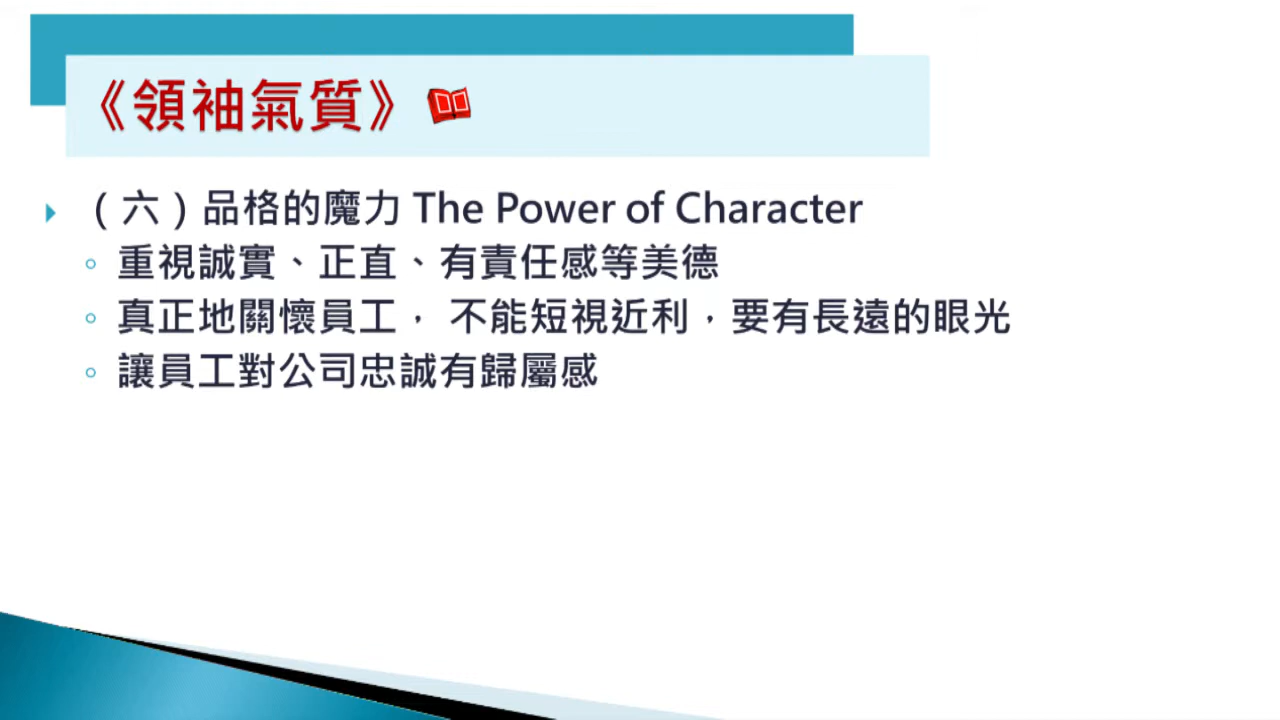 《領袖氣質》
（六）品格的魔力 The Power of Character
重視誠實、正直、有責任感等美德
真正地關懷員工， 不能短視近利，要有長遠的眼光
讓員工對公司忠誠有歸屬感